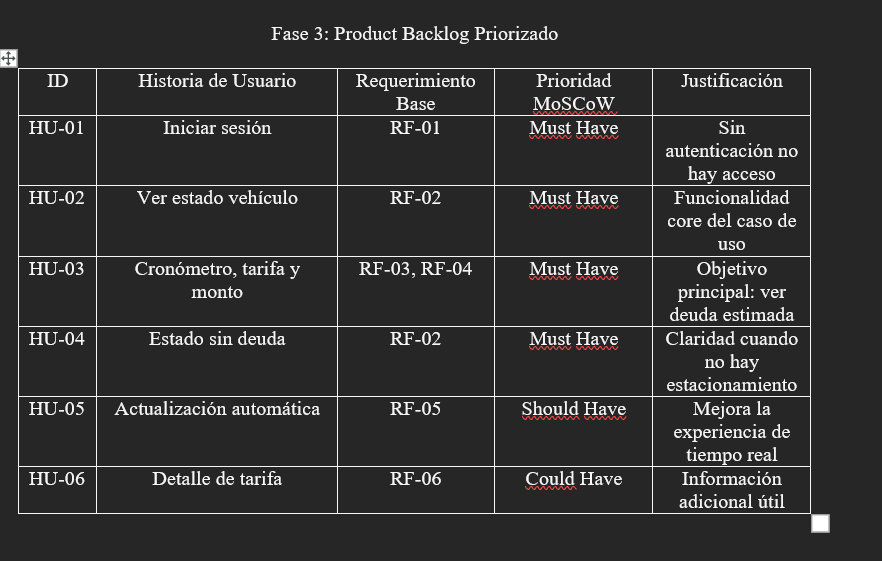 Fase 3: Product Backlog Priorizado
ID Historia de Usuario Requerimiento Base Prioridad MoSCoW Justificación
HU-01 Iniciar sesión RF-01 Must Have Sin autenticación no hay acceso
HU-02 Ver estado vehículo RF-02 Must Have Funcionalidad core del caso de uso
HU-03 Cronómetro, tarifa y monto RF-03, RF-04 Must Have Objetivo principal: ver deuda estimada
HU-04 Estado sin deuda RF-02 Must Have Claridad cuando no hay estacionamiento
HU-05 Actualización automática RF-05 Should Have Mejora la experiencia de tiempo real
HU-06 Detalle de tarifa RF-06 Could Have Información adicional útil